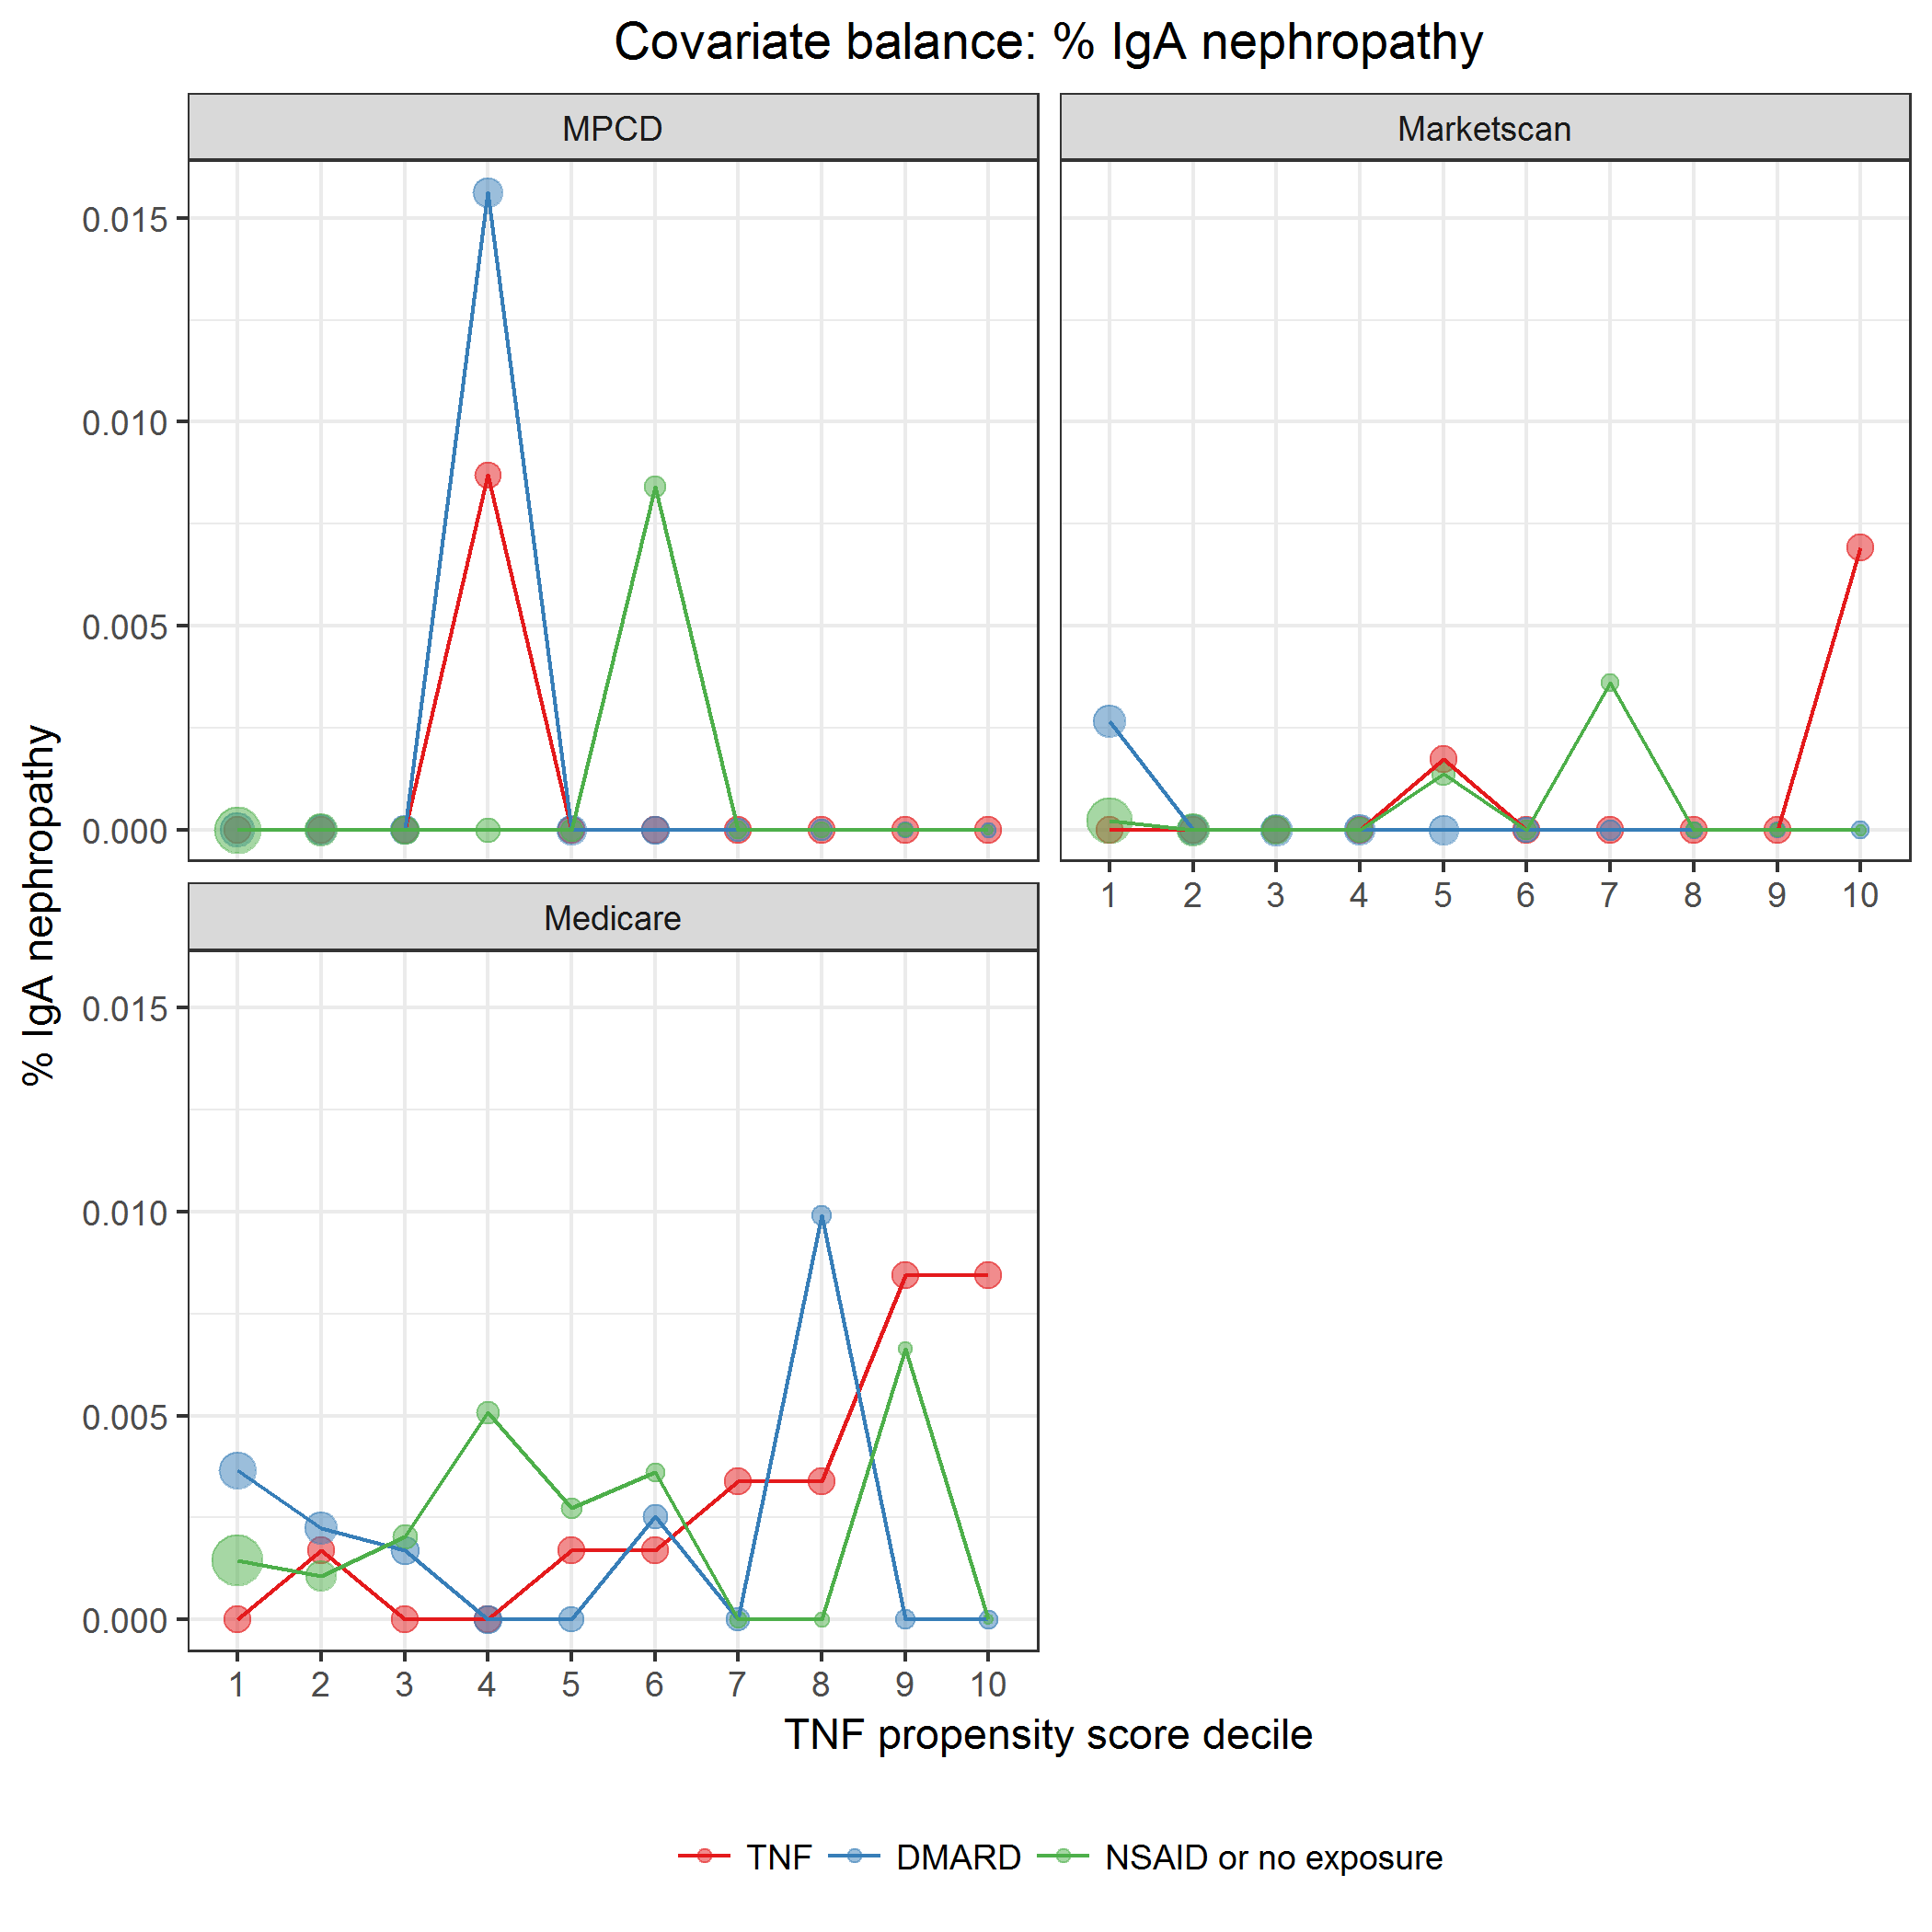 Covariate balance: % IgA nephropathy
MPCD
Marketscan
0.015
0.010
0.005
0.000
1 2 3 4 5 6 7 8 9 10
Medicare
0.015
0.010
0.005
0.000
1 2 3 4 5 6 7 8 9 10
% IgA nephropathy
TNF propensity score decile
TNF DMARD NSAID or no exposure